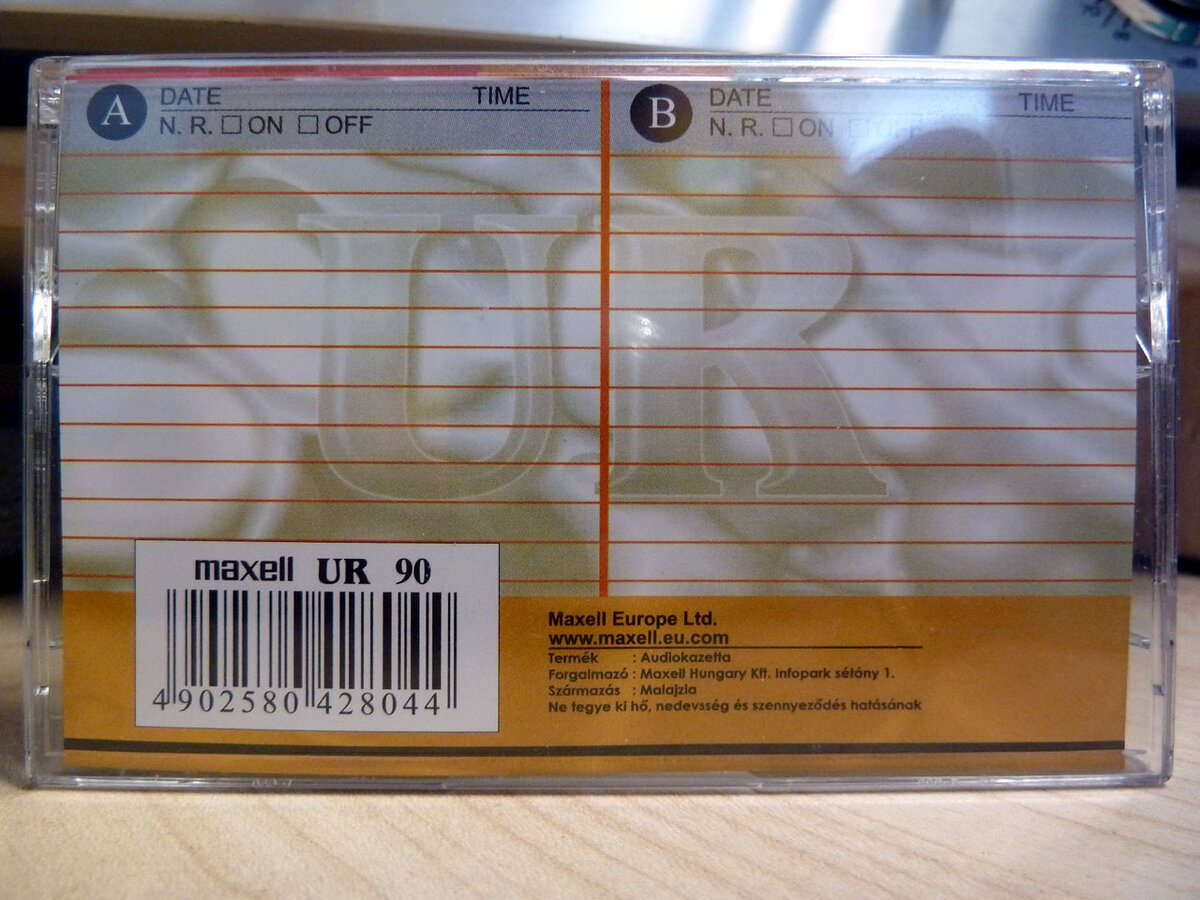 A DATE TIME
N. R. ☐ ON ☐ OFF
B DATE TIME
N. R. ☐ ON ☐ OFF
UR
maxell UR 90
4 902580 428044
Maxell Europe Ltd.
www.maxell.eu.com
Termék : Audiokazetta
Forgalmazó : Maxell Hungary Kft. Infopark sétány 1.
Származás : Malajzia
Ne tegye ki hő, nedevsség és szennyeződés hatásának